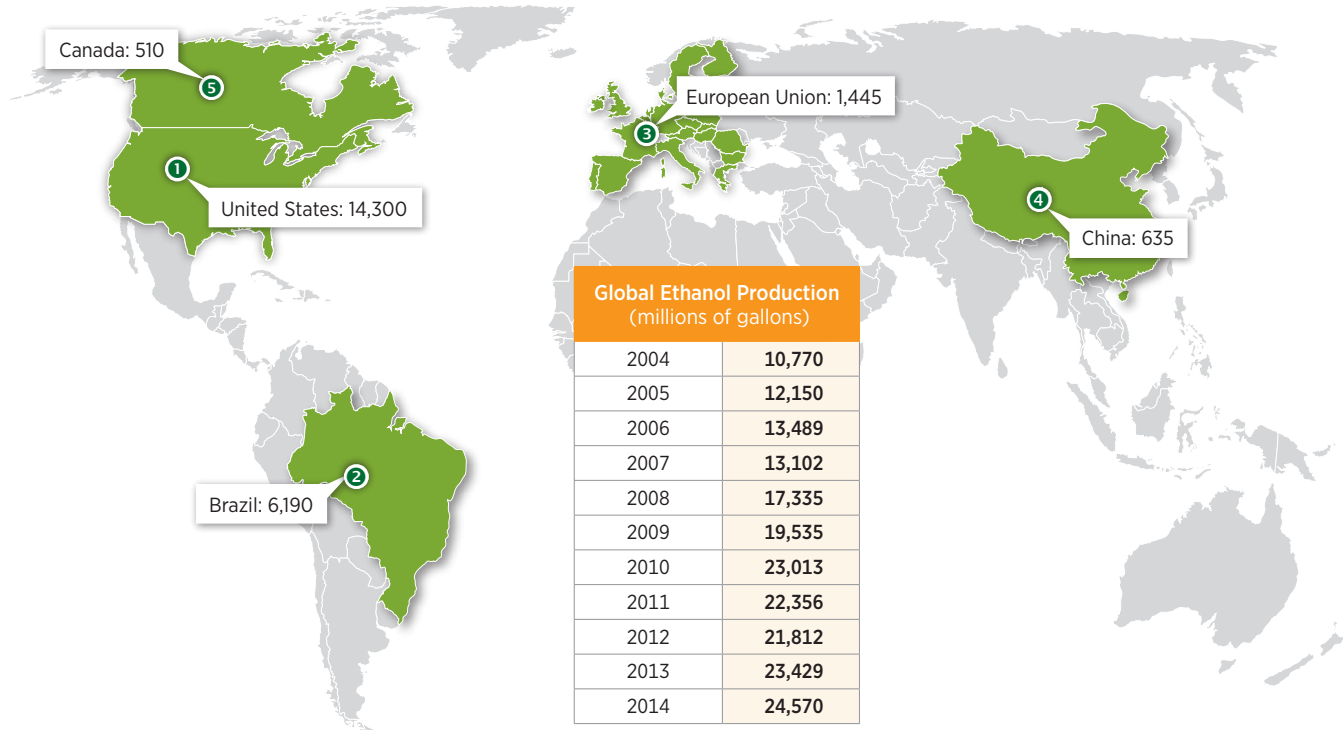 Canada: 510
5
European Union: 1,445
3
1
United States: 14,300
4
China: 635
2
Brazil: 6,190
Global Ethanol Production
(millions of gallons)
2004 10,770
2005 12,150
2006 13,489
2007 13,102
2008 17,335
2009 19,535
2010 23,013
2011 22,356
2012 21,812
2013 23,429
2014 24,570